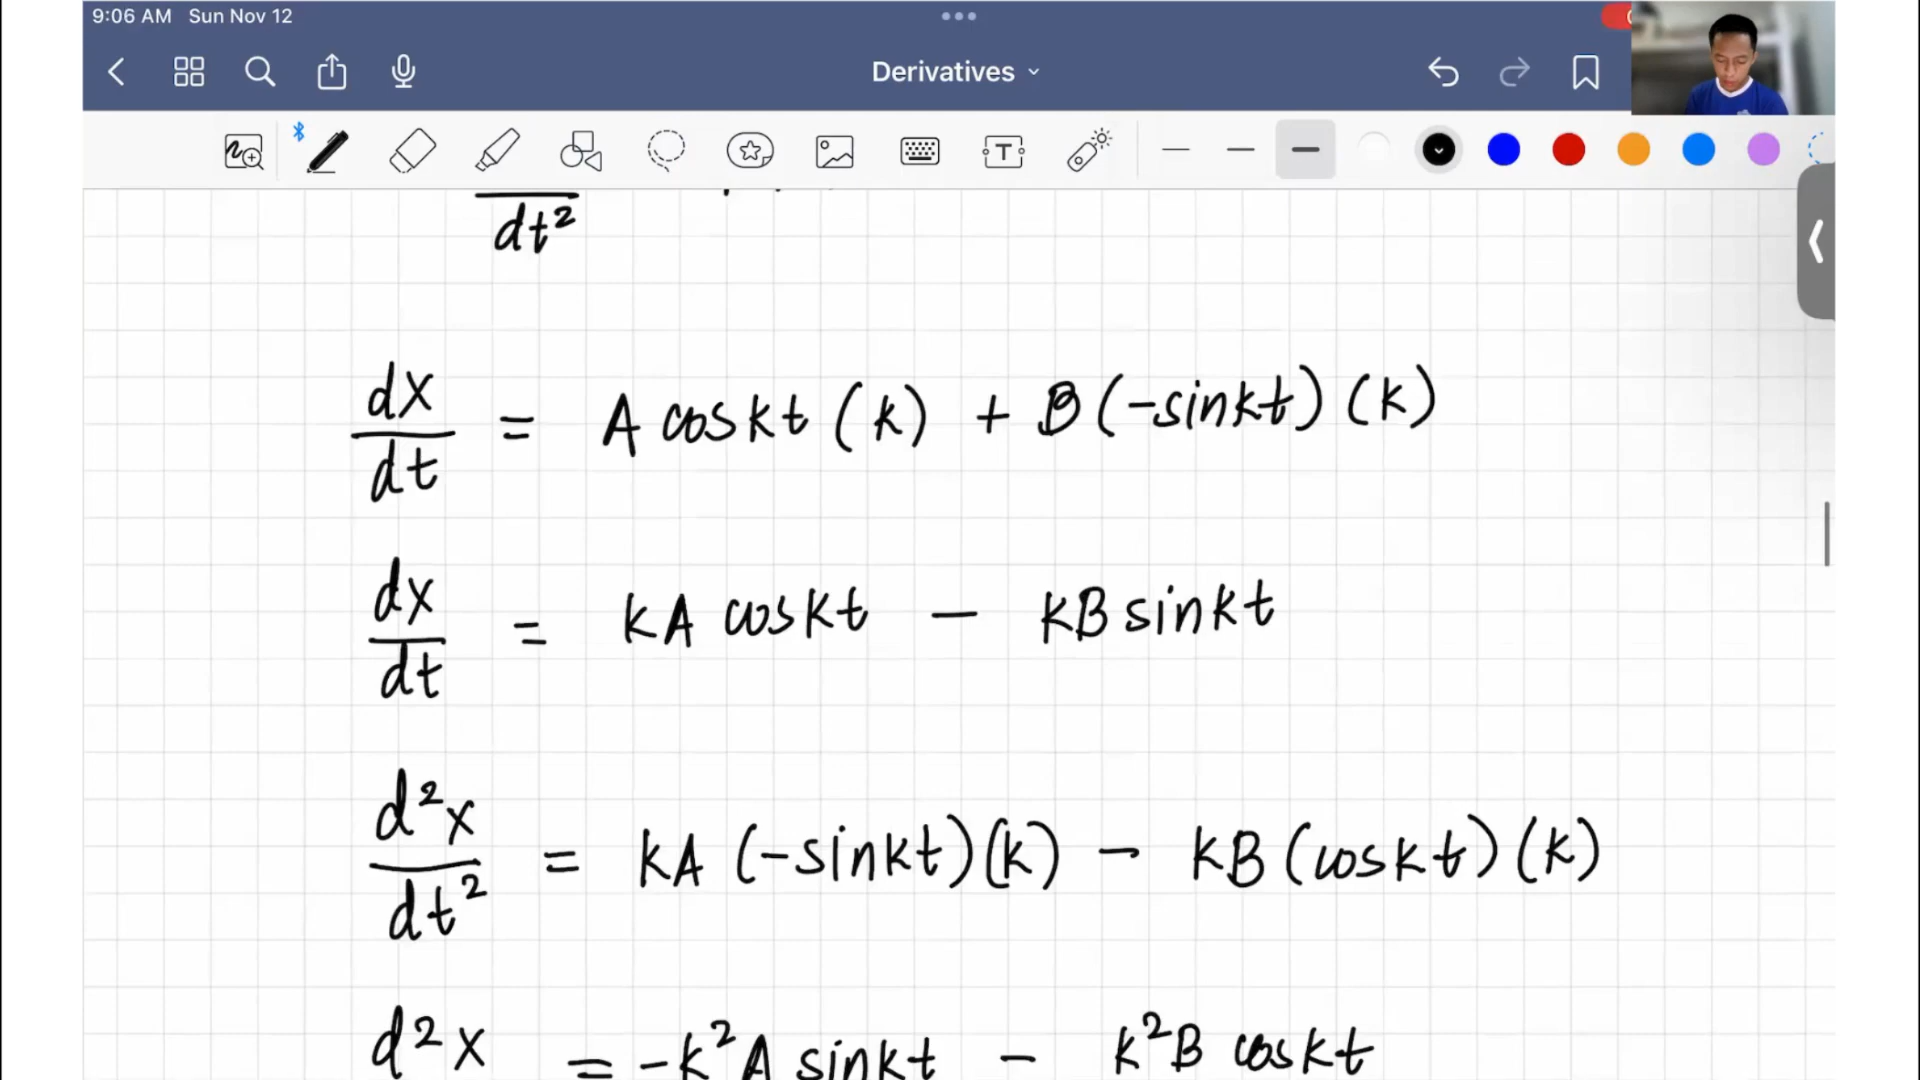 9:06 AM Sun Nov 12
Derivatives
dt²
dx/dt = A cos kt (k) + B (-sin kt) (k)
dx/dt = kA cos kt - kB sin kt
d²x/dt² = kA (-sin kt)(k) - kB (cos kt) (k)
d²x = -k²A sin kt - k²B cos kt